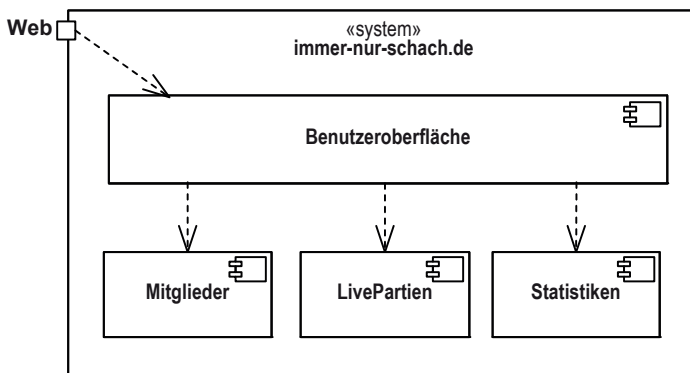 Web
«system»
immer-nur-schach.de
Benutzeroberfläche
Mitglieder
LivePartien
Statistiken